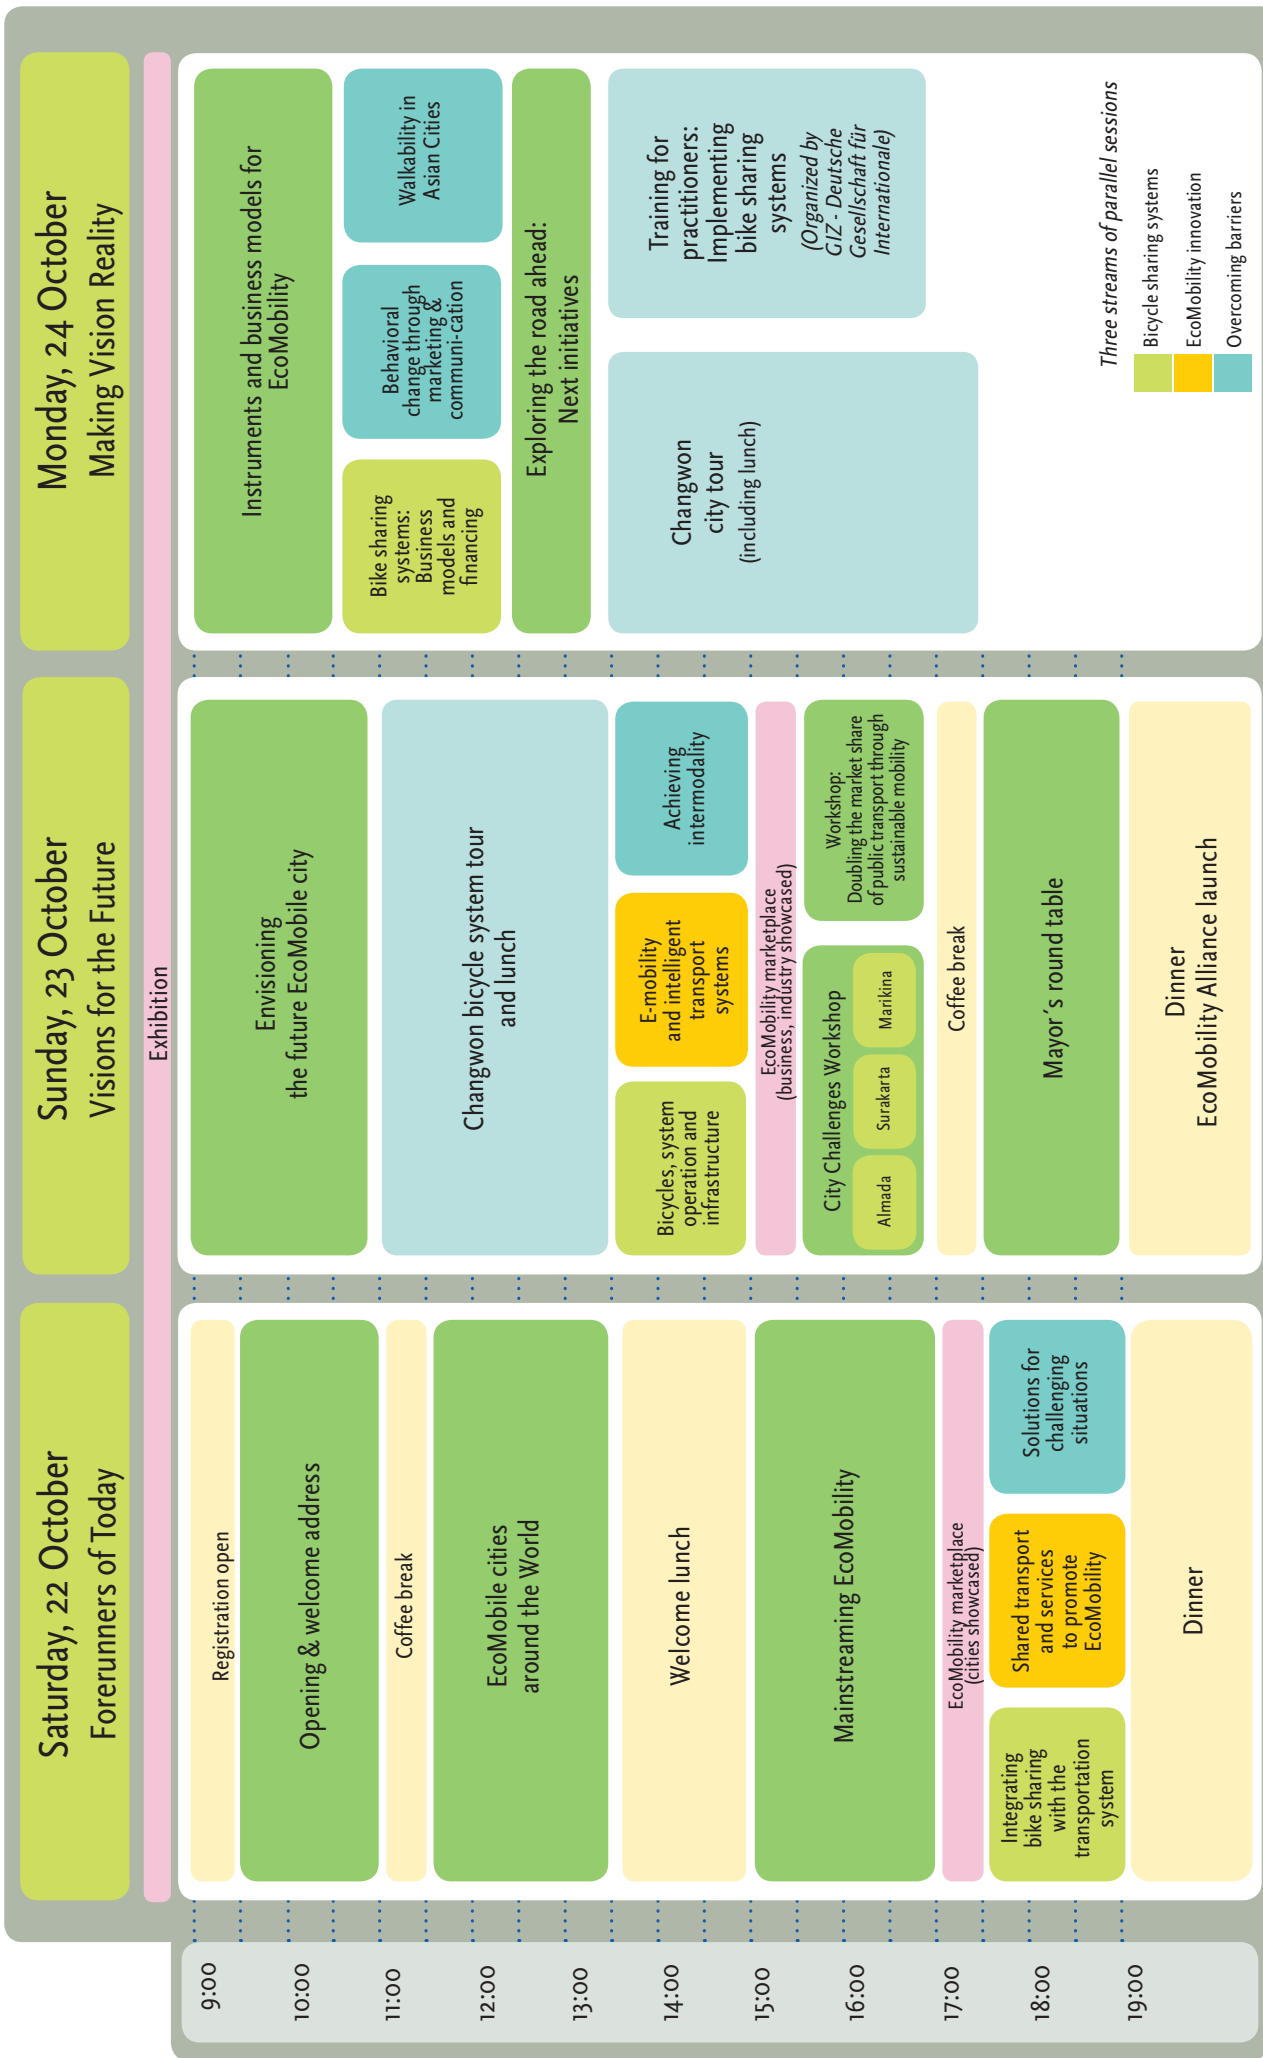 Saturday, 22 October
Forerunners of Today
Sunday, 23 October
Visions for the Future
Monday, 24 October
Making Vision Reality
Exhibition
9:00
10:00
11:00
12:00
13:00
14:00
15:00
16:00
17:00
18:00
19:00
Registration open
Opening & welcome address
Coffee break
EcoMobile cities
around the World
Welcome lunch
Mainstreaming EcoMobility
EcoMobility marketplace
(cities showcased)
Integrating
bike sharing
with the
transportation
system
Shared transport
and services
to promote
EcoMobility
Solutions for
challenging
situations
Dinner
Envisioning
the future EcoMobile city
Changwon bicycle system tour
and lunch
Bicycles, system
operation and
infrastructure
E-mobility
and intelligent
transport
systems
Achieving
intermodality
EcoMobility marketplace
(business, industry showcased)
City Challenges Workshop
Almada
Surakarta
Marikina
Workshop:
Doubling the market share
of public transport through
sustainable mobility
Coffee break
Mayor´s round table
Dinner
EcoMobility Alliance launch
Instruments and business models for
EcoMobility
Bike sharing
systems:
Business
models and
financing
Behavioral
change through
marketing &
communi-cation
Walkability in
Asian Cities
Exploring the road ahead:
Next initiatives
Changwon
city tour
(including lunch)
Training for
practitioners:
Implementing
bike sharing
systems
(Organized by
GIZ - Deutsche
Gesellschaft für
Internationale)
Three streams of parallel sessions
Bicycle sharing systems
EcoMobility innovation
Overcoming barriers